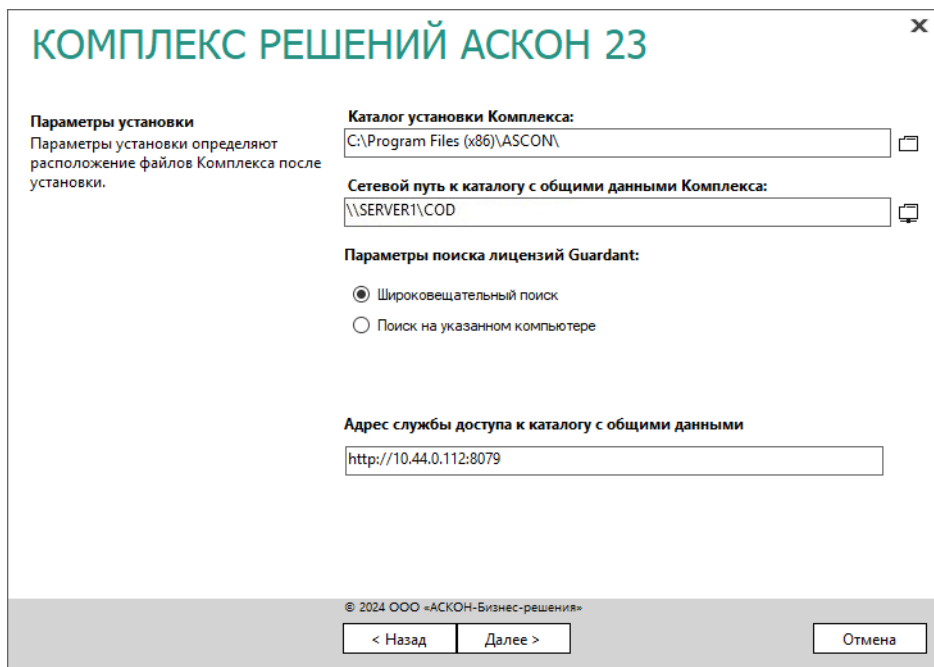 КОМПЛЕКС РЕШЕНИЙ АСКОН 23
Параметры установки
Параметры установки определяют
расположение файлов Комплекса после
установки.
Каталог установки Комплекса:
C:\Program Files (x86)\ASCON\
Сетевой путь к каталогу с общими данными Комплекса:
\\SERVER1\COD
Параметры поиска лицензий Guardant:
Широковещательный поиск
Поиск на указанном компьютере
Адрес службы доступа к каталогу с общими данными
http://10.44.0.112:8079
© 2024 ООО «АСКОН-Бизнес-решения»
< Назад
Далее >
Отмена